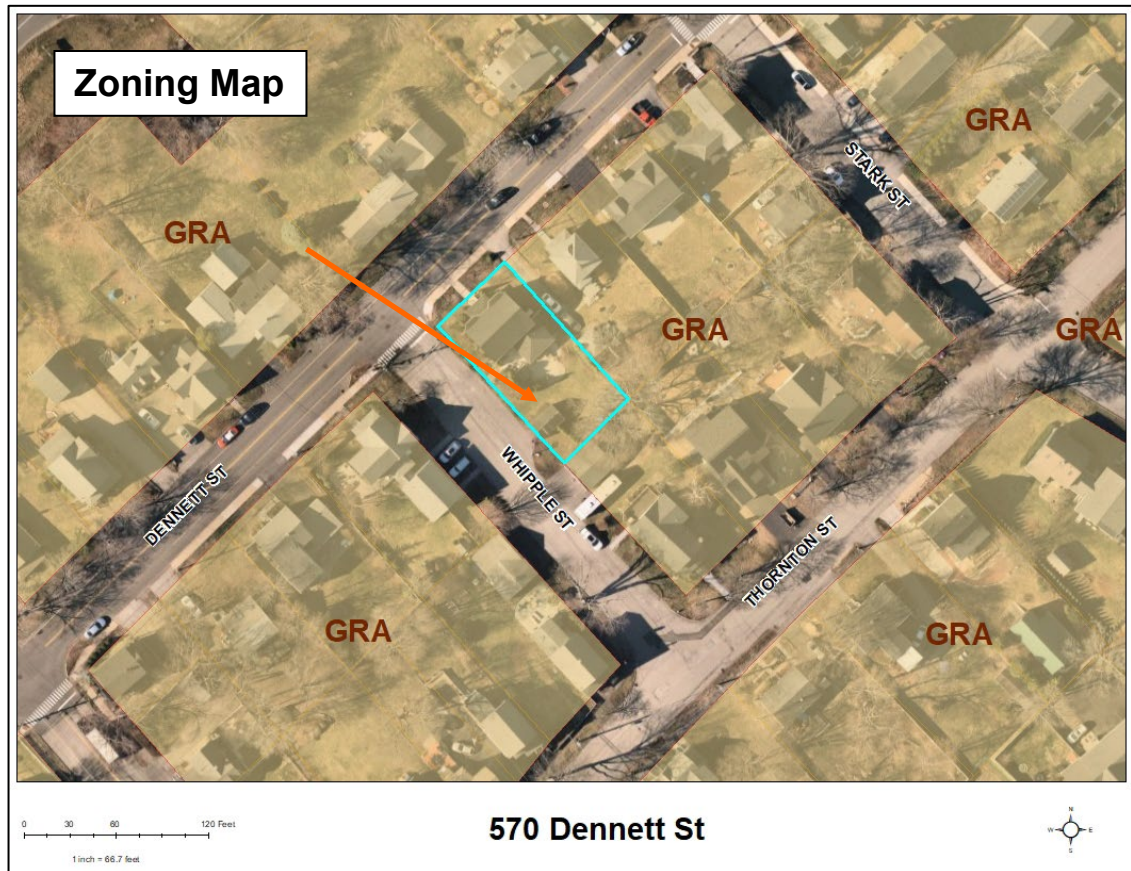 Zoning Map
GRA
STARK ST
GRA
GRA
GRA
DENNETT ST
WHIPPLE ST
THORNTON ST
GRA
GRA
0 30 60 120 Feet
1 inch = 66.7 feet
570 Dennett St
N
W E
S